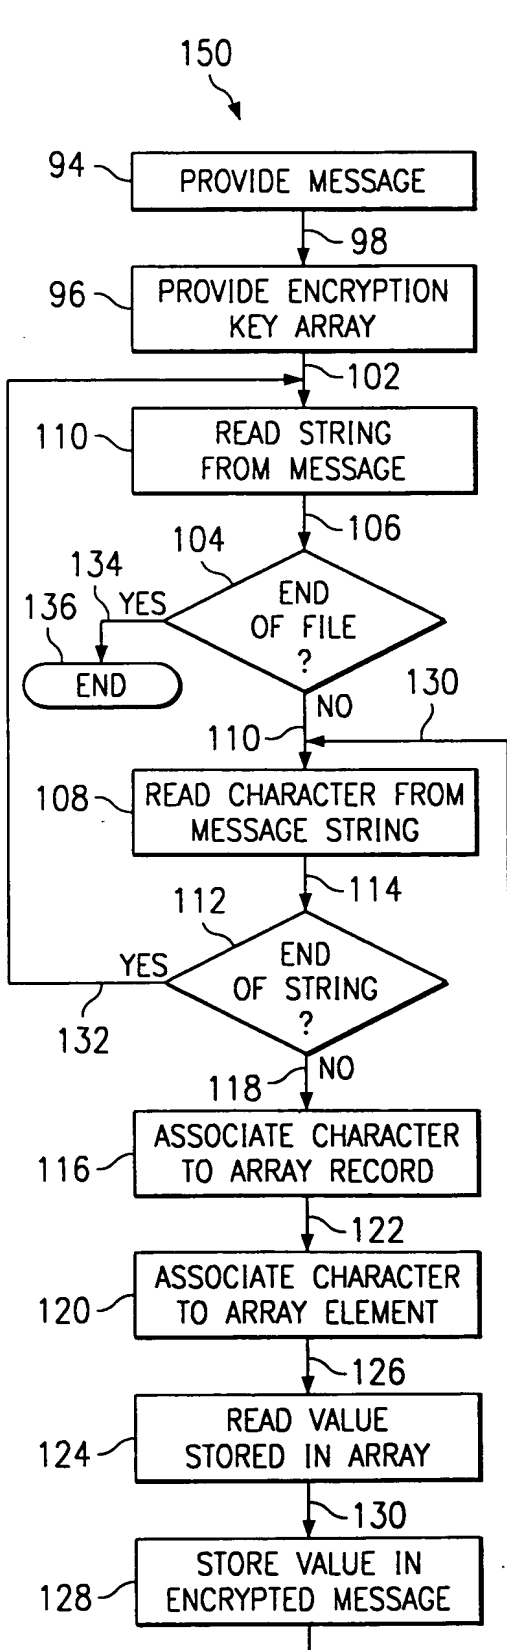 150
94
PROVIDE MESSAGE
98
96
PROVIDE ENCRYPTION
KEY ARRAY
102
110
READ STRING
FROM MESSAGE
106
104
134
YES
END
OF FILE
?
136
END
NO
110
130
108
READ CHARACTER FROM
MESSAGE STRING
114
112
YES
END
OF STRING
?
132
NO
118
116
ASSOCIATE CHARACTER
TO ARRAY RECORD
122
120
ASSOCIATE CHARACTER
TO ARRAY ELEMENT
126
124
READ VALUE
STORED IN ARRAY
130
128
STORE VALUE IN
ENCRYPTED MESSAGE